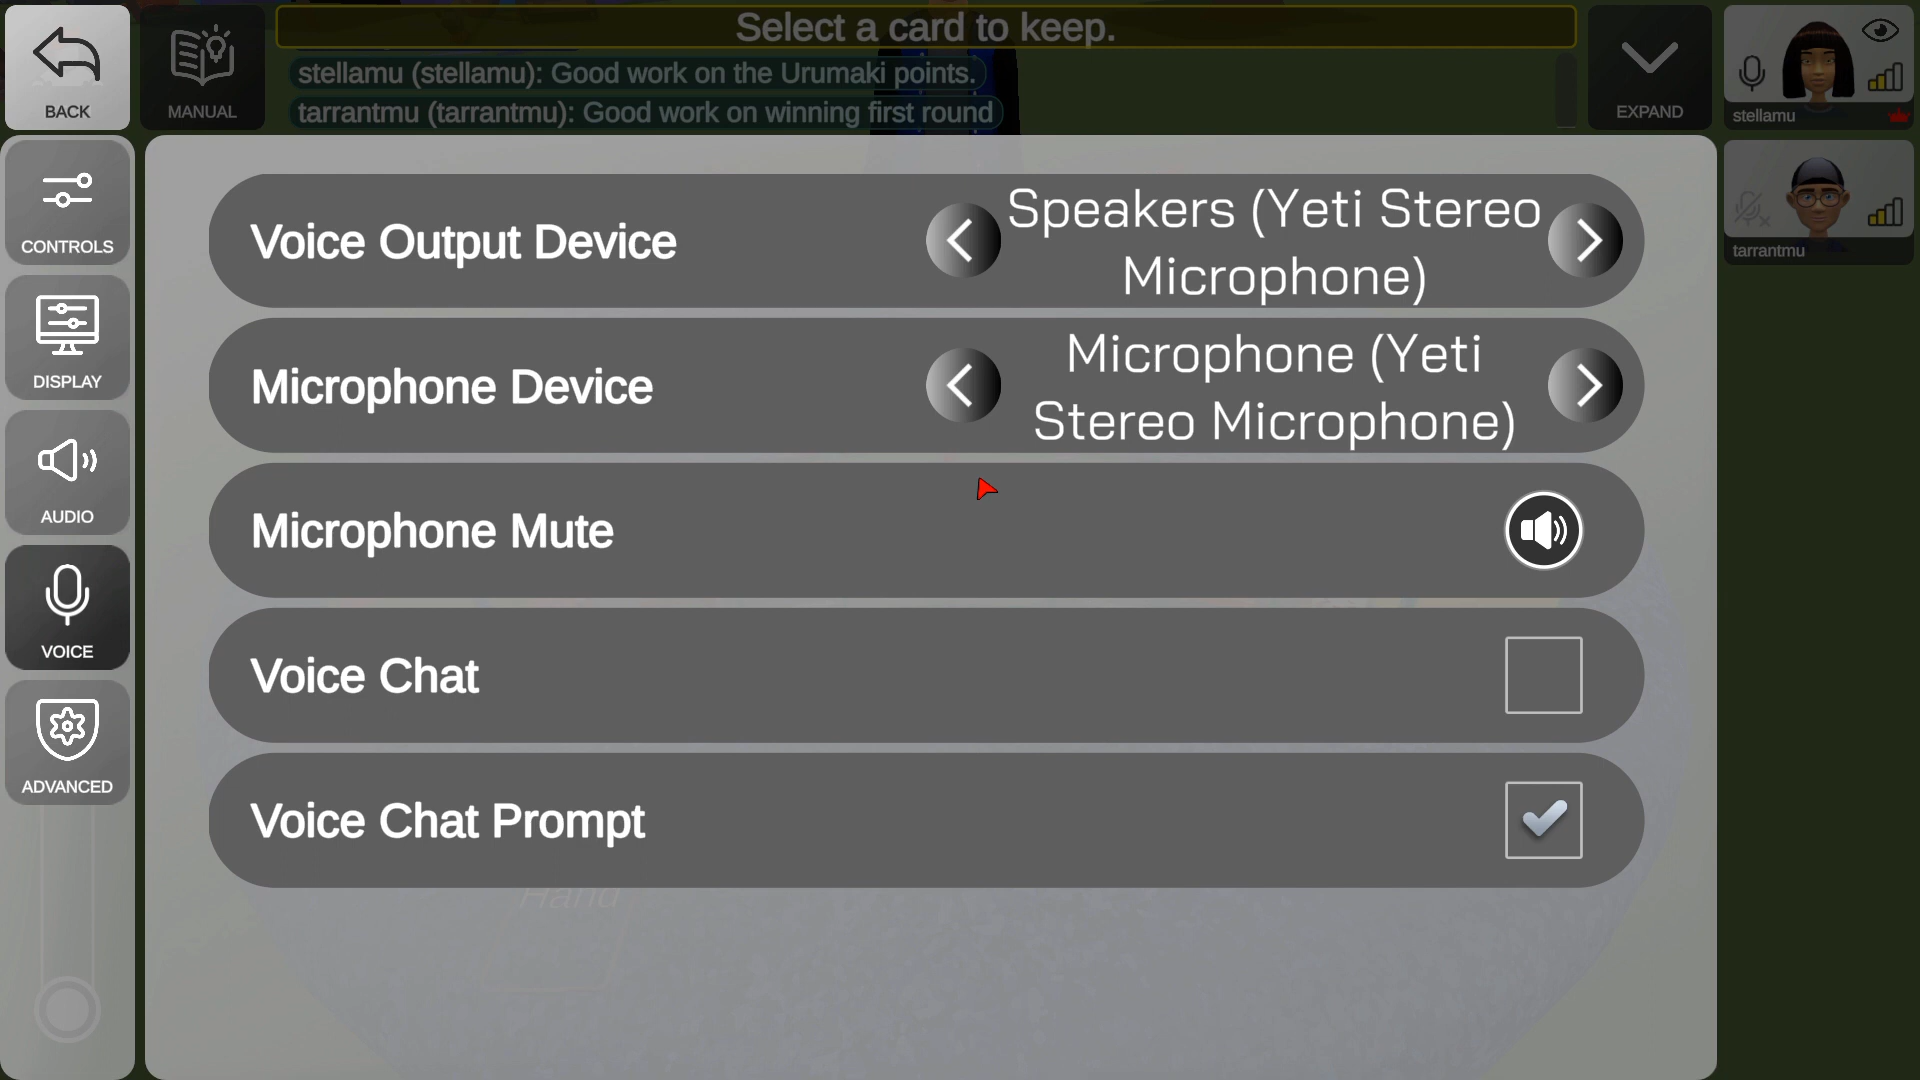 Select a card to keep.
BACK
MANUAL
stellamu (stellamu): Good work on the Urumaki points.
tarrantmu (tarrantmu): Good work on winning first round
EXPAND
stellamu
tarrantmu
CONTROLS
DISPLAY
AUDIO
VOICE
ADVANCED
Voice Output Device
Speakers (Yeti Stereo
Microphone)
Microphone Device
Microphone (Yeti
Stereo Microphone)
Microphone Mute
Voice Chat
Voice Chat Prompt
Hand